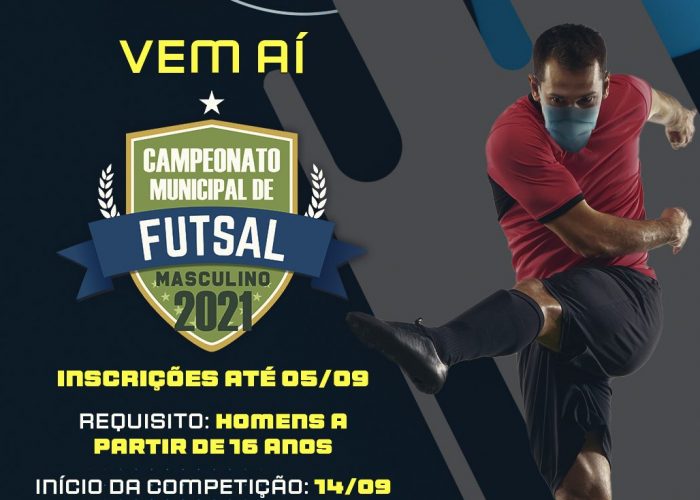 VEM AÍ
CAMPEONATO
MUNICIPAL DE
FUTSAL
MASCULINO
2021
INSCRIÇÕES ATÉ 05/09
REQUISITO: HOMENS A
PARTIR DE 16 ANOS
INÍCIO DA COMPETIÇÃO: 14/09